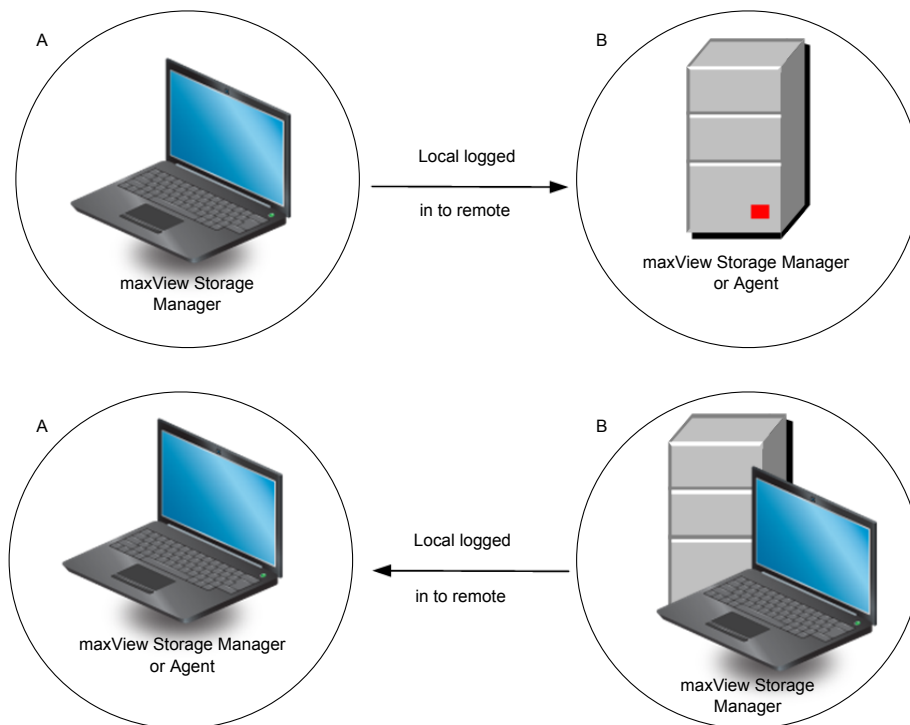 A
B
Local logged
in to remote
maxView Storage
Manager
maxView Storage Manager
or Agent
A
B
Local logged
in to remote
maxView Storage Manager
or Agent
maxView Storage
Manager